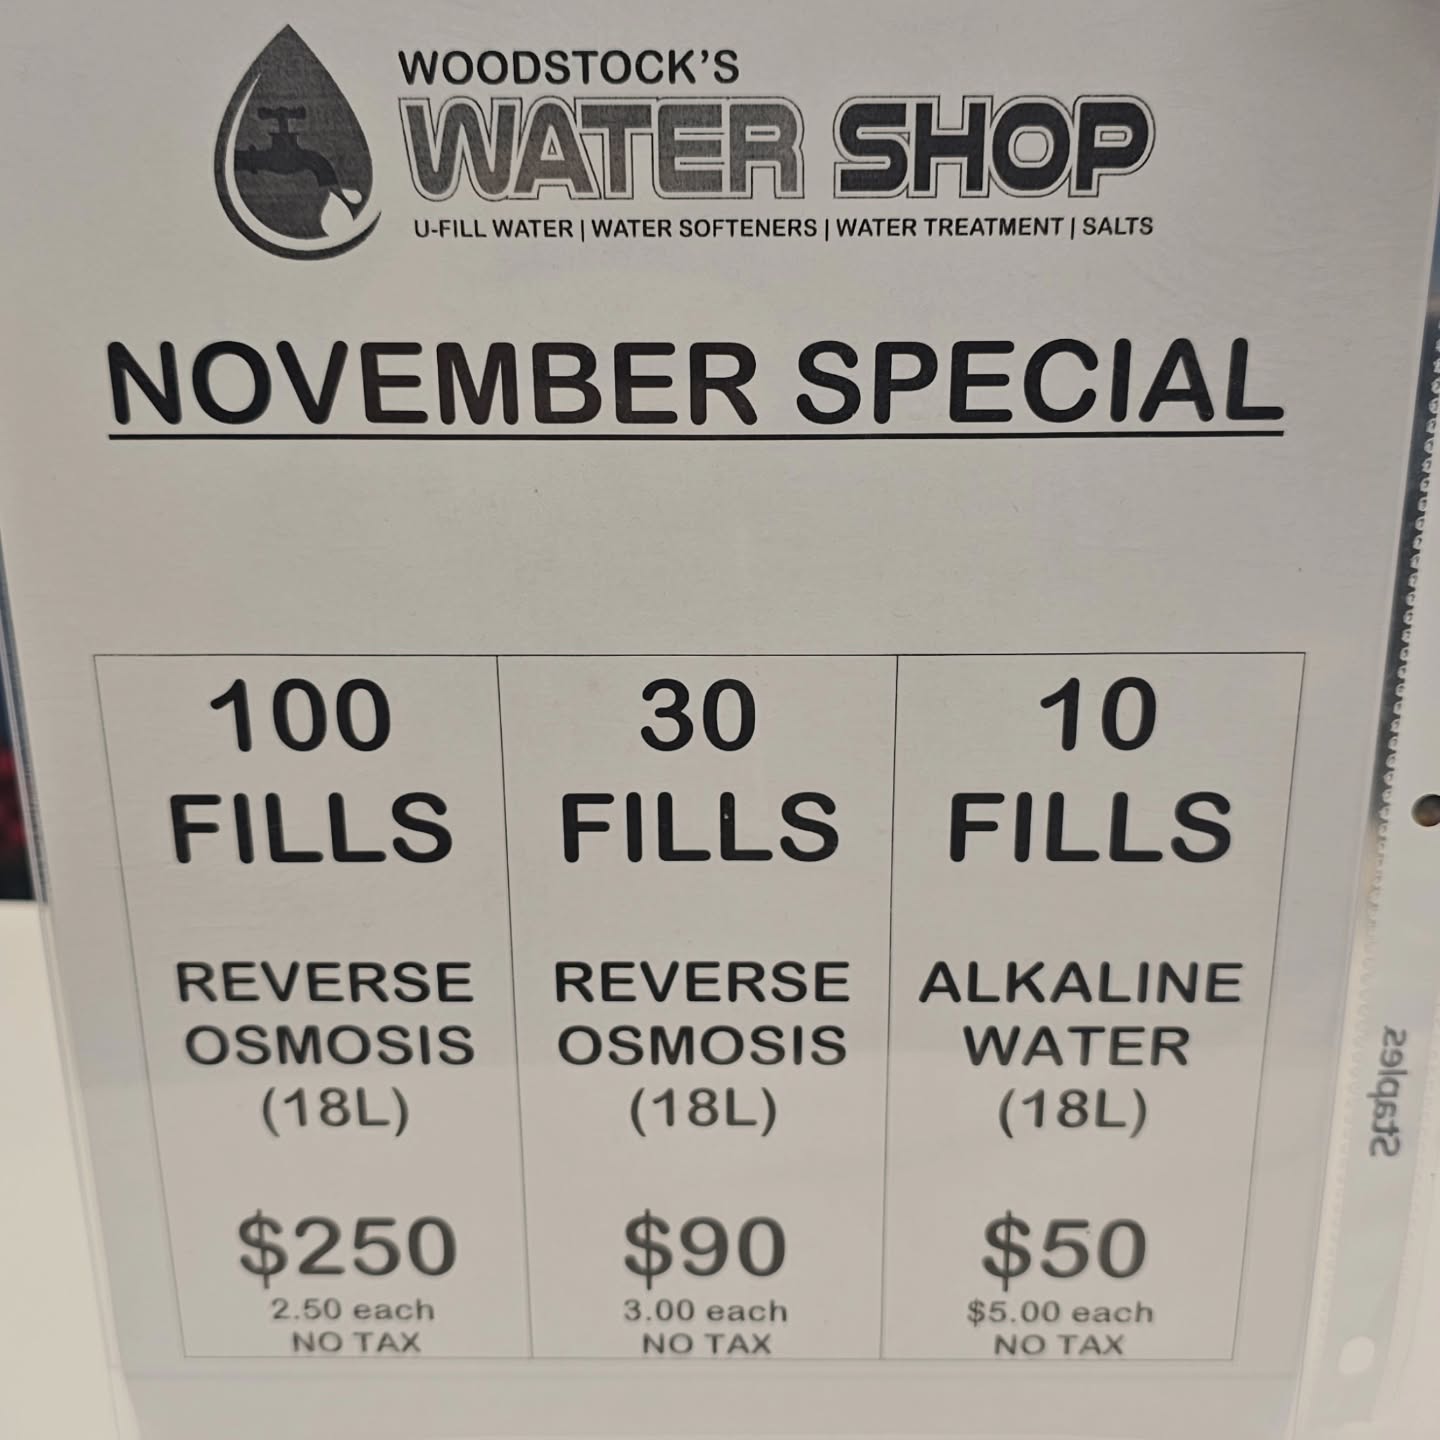 WOODSTOCK'S
WATER SHOP
U-FILL WATER | WATER SOFTENERS | WATER TREATMENT | SALTS
NOVEMBER SPECIAL
100
FILLS
REVERSE
OSMOSIS
(18L)
$250
2.50 each
NO TAX
30
FILLS
REVERSE
OSMOSIS
(18L)
$90
3.00 each
NO TAX
10
FILLS
ALKALINE
WATER
(18L)
$50
$5.00 each
NO TAX
Staples